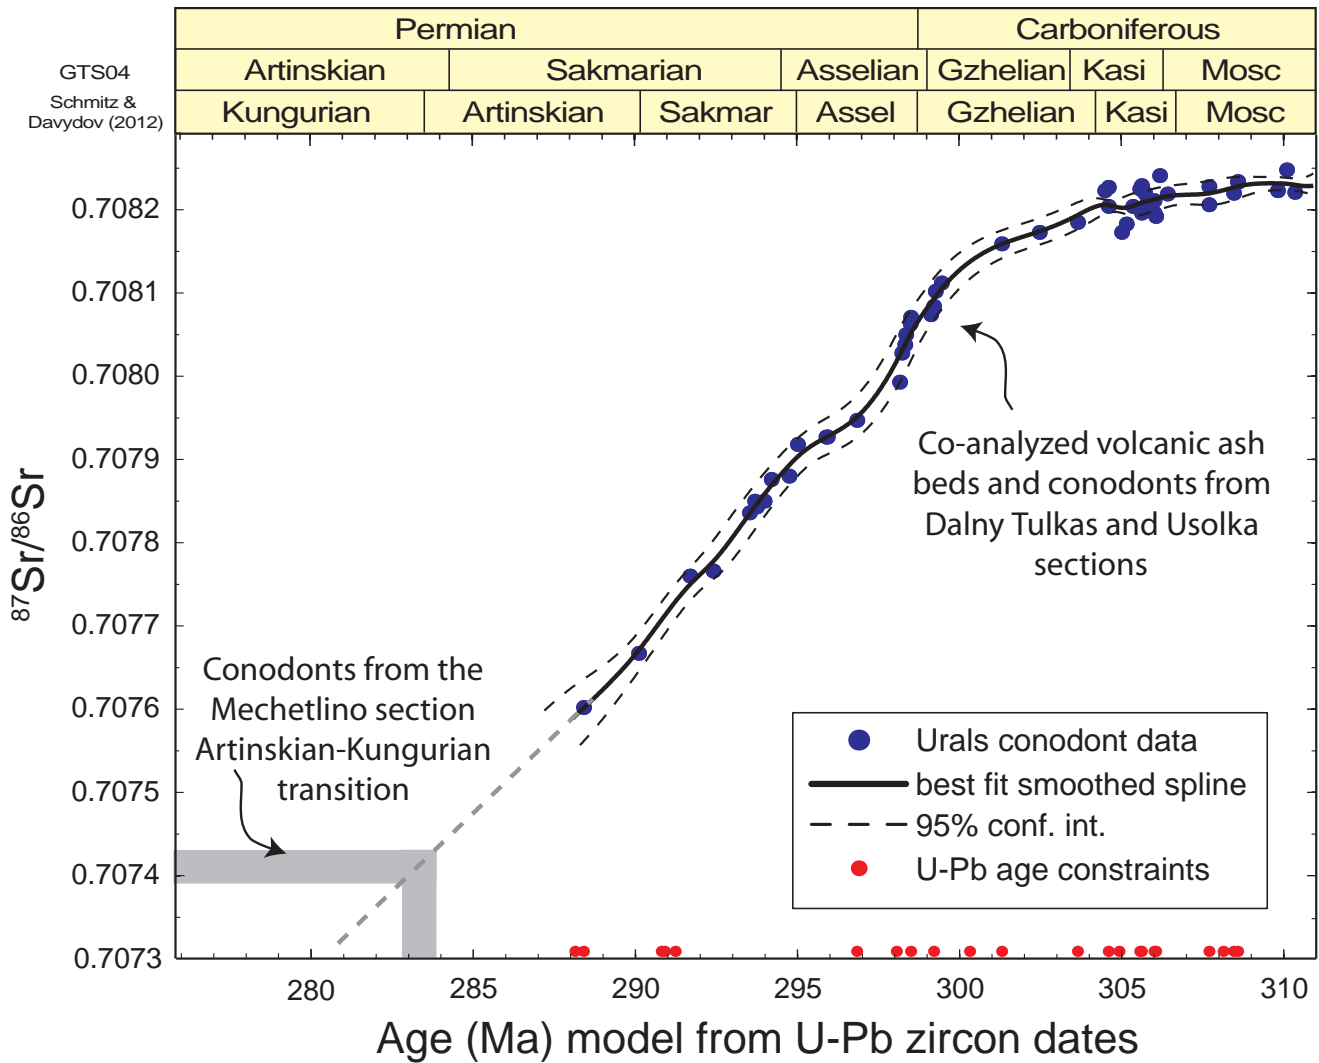 Permian Carboniferous
GTS04 Artinskian Sakmarian Asselian Gzhelian Kasi Mosc
Schmitz &
Davydov (2012)
Kungurian Artinskian Sakmar Assel Gzhelian Kasi Mosc
0.7082
0.7081
0.7080
0.7079
0.7078
0.7077
0.7076
0.7075
0.7074
0.7073
87Sr/86Sr
Co-analyzed volcanic ash
beds and conodonts from
Dalny Tulkas and Usolka
sections
Conodonts from the
Mechetlino section
Artinskian-Kungurian
transition
Urals conodont data
best fit smoothed spline
95% conf. int.
U-Pb age constraints
280 285 290 295 300 305 310
Age (Ma) model from U-Pb zircon dates